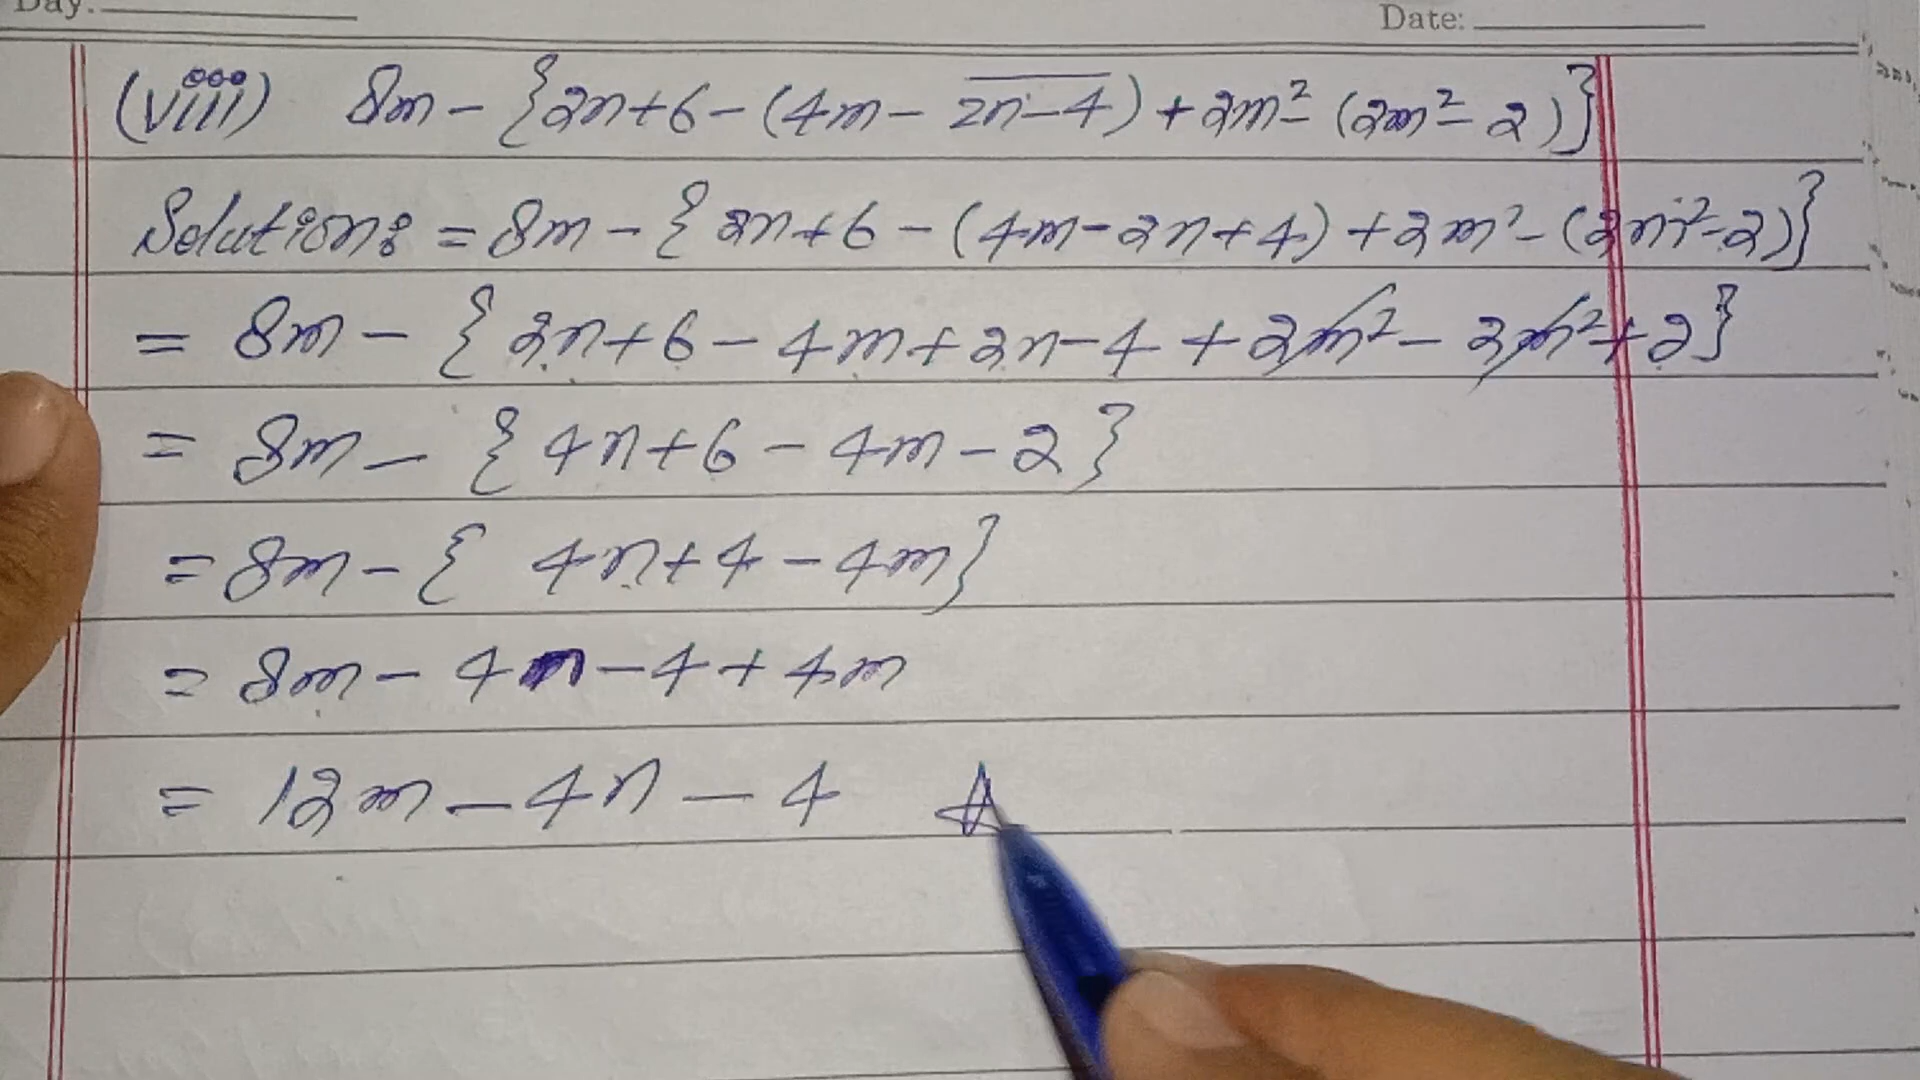 Day: Date:
(viii) 8m - {2n+6-(4m- \overline{2n-4})+2m²-(2m²-2)}
Solution: = 8m - {2n+6-(4m-2n+4)+2m²-(2m²-2)}
= 8m - {2n+6-4m+2n-4+2m²-2m²+2}
= 8m - {4n+6-4m-2}
= 8m - {4n+4-4m}
= 8m - 4n - 4 + 4m
= 12m - 4n - 4